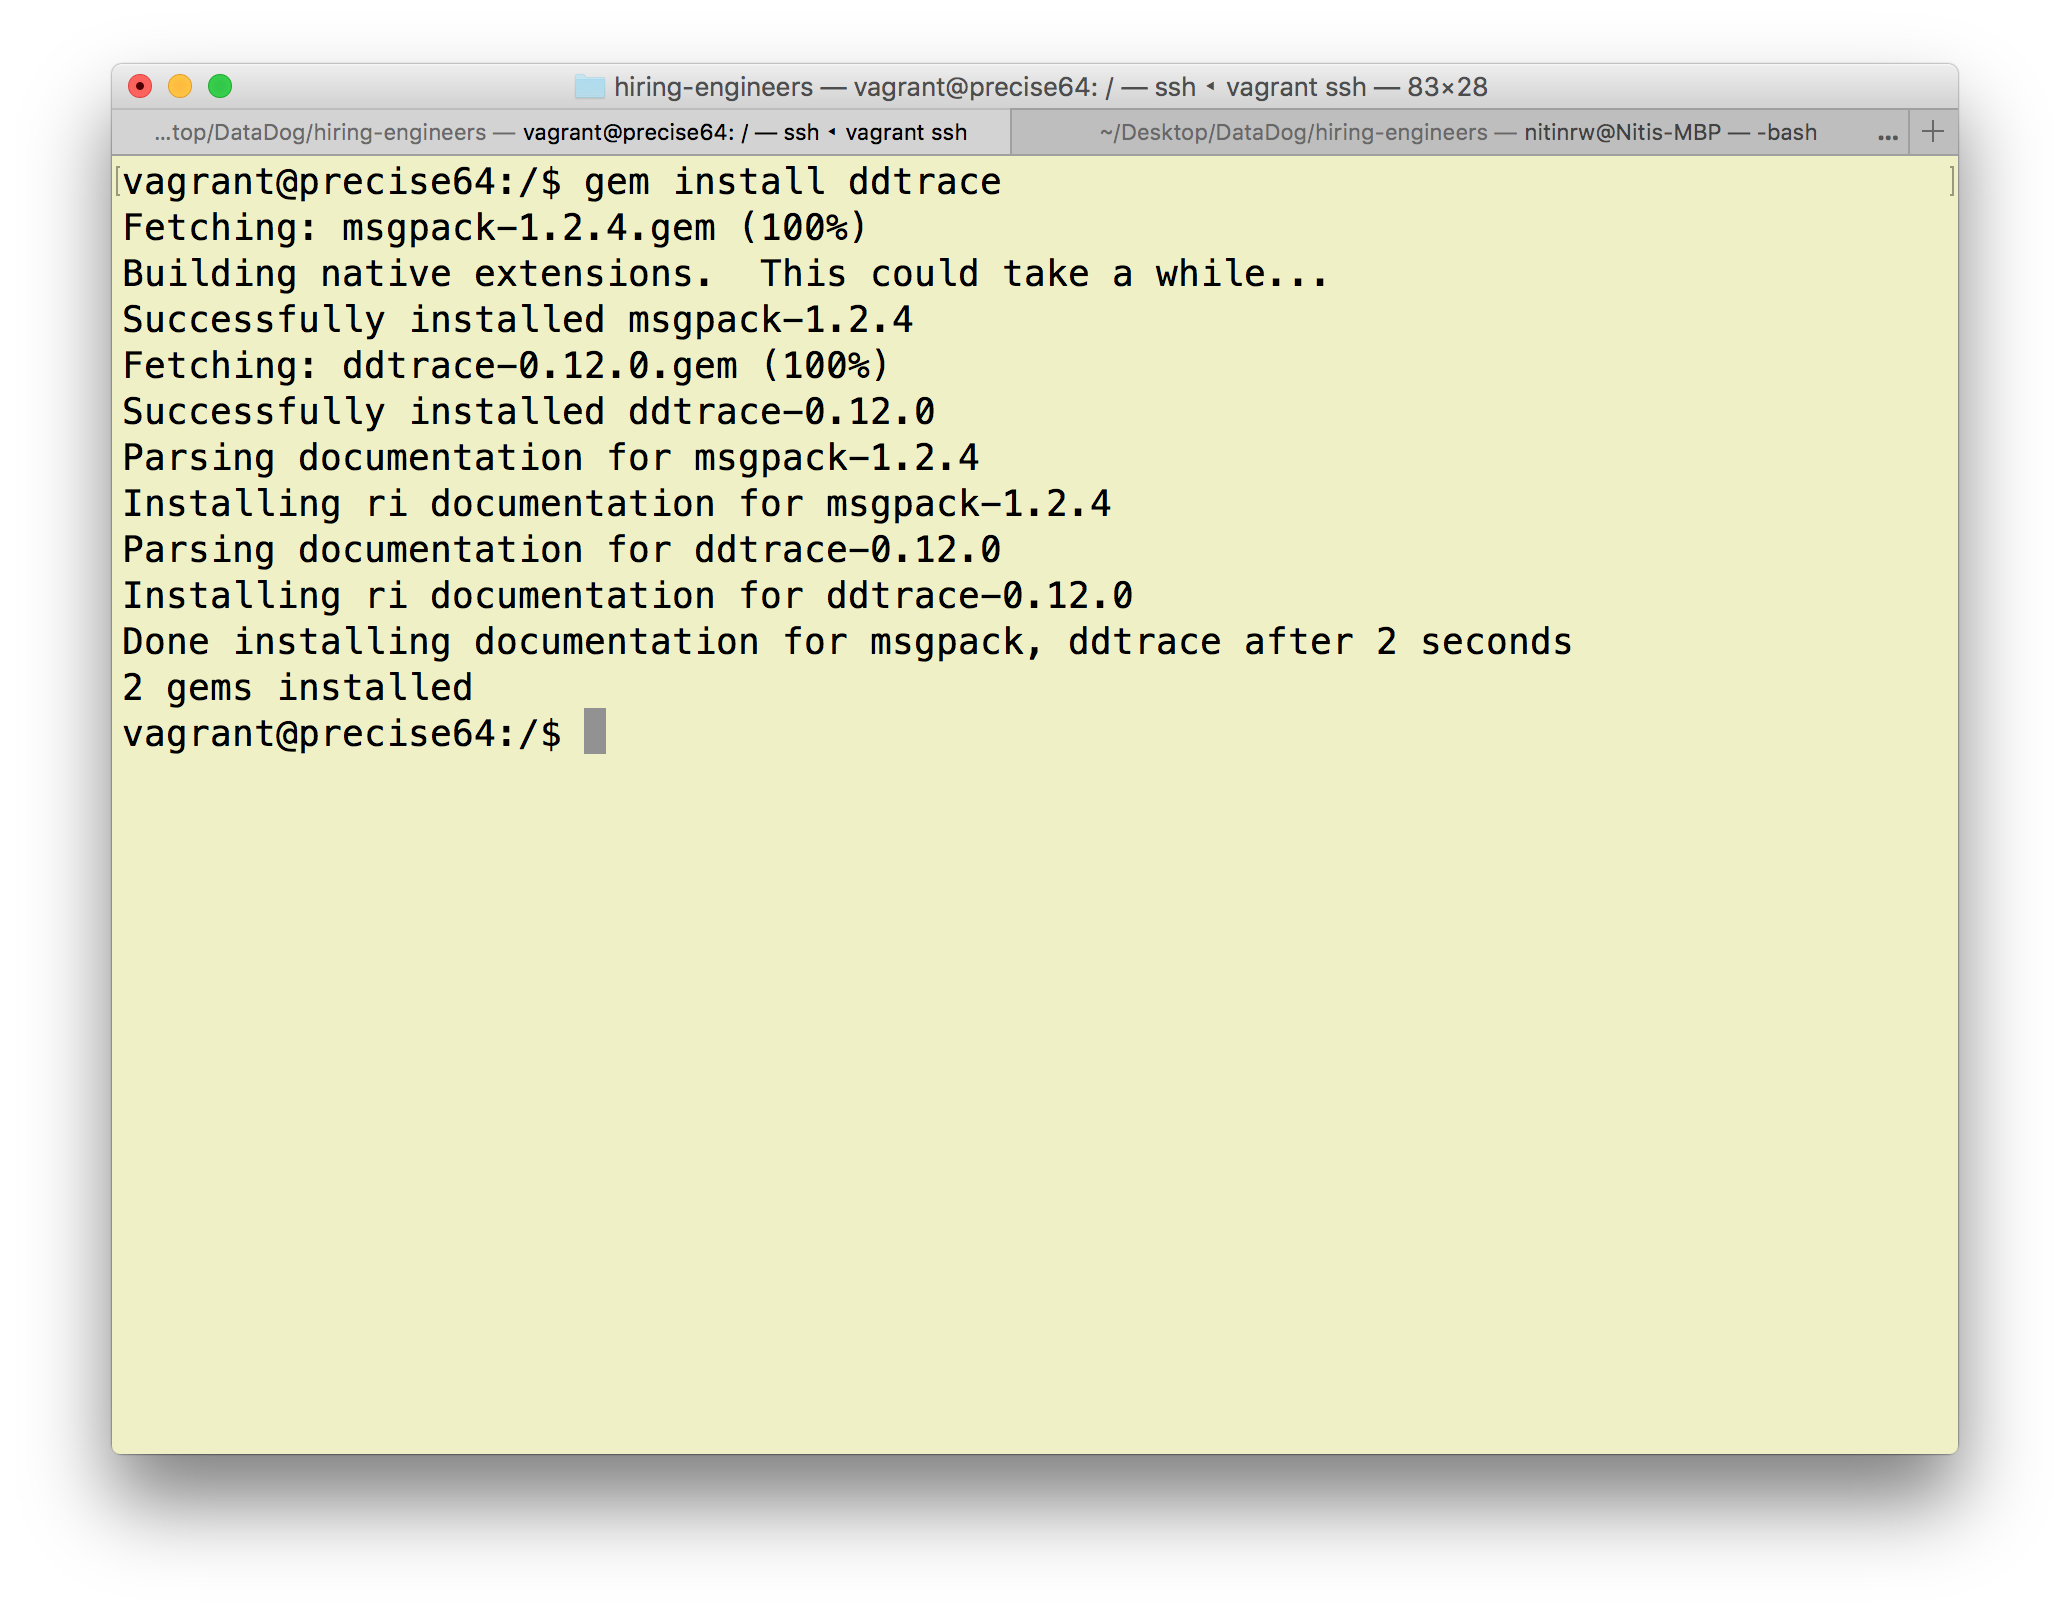 hiring-engineers — vagrant@precise64: / — ssh ◂ vagrant ssh — 83×28
...top/DataDog/hiring-engineers — vagrant@precise64: / — ssh ◂ vagrant ssh
~/Desktop/DataDog/hiring-engineers — nitinrw@Nitis-MBP — -bash ...
[vagrant@precise64:/$ gem install ddtrace ]
Fetching: msgpack-1.2.4.gem (100%)
Building native extensions.  This could take a while...
Successfully installed msgpack-1.2.4
Fetching: ddtrace-0.12.0.gem (100%)
Successfully installed ddtrace-0.12.0
Parsing documentation for msgpack-1.2.4
Installing ri documentation for msgpack-1.2.4
Parsing documentation for ddtrace-0.12.0
Installing ri documentation for ddtrace-0.12.0
Done installing documentation for msgpack, ddtrace after 2 seconds
2 gems installed
vagrant@precise64:/$